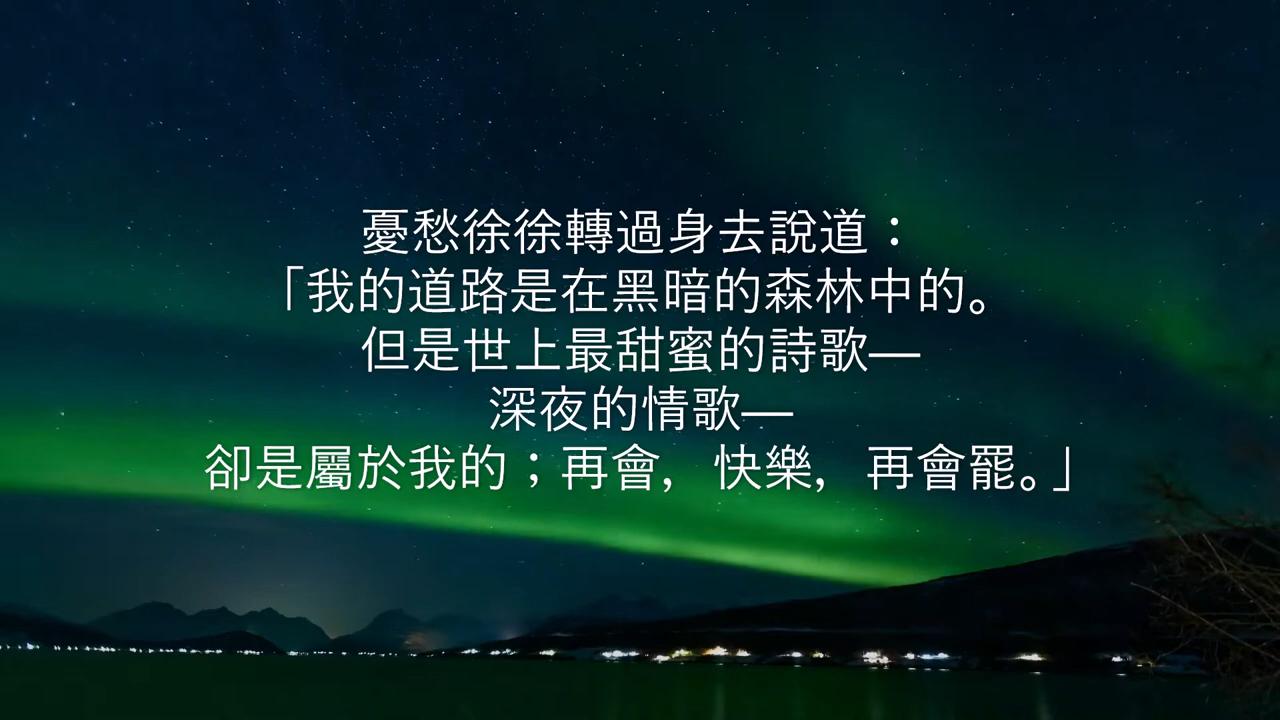 憂愁徐徐轉過身去說道：
「我的道路是在黑暗的森林中的。
但是世上最甜蜜的詩歌—
深夜的情歌—
卻是屬於我的；再會，快樂，再會罷。」